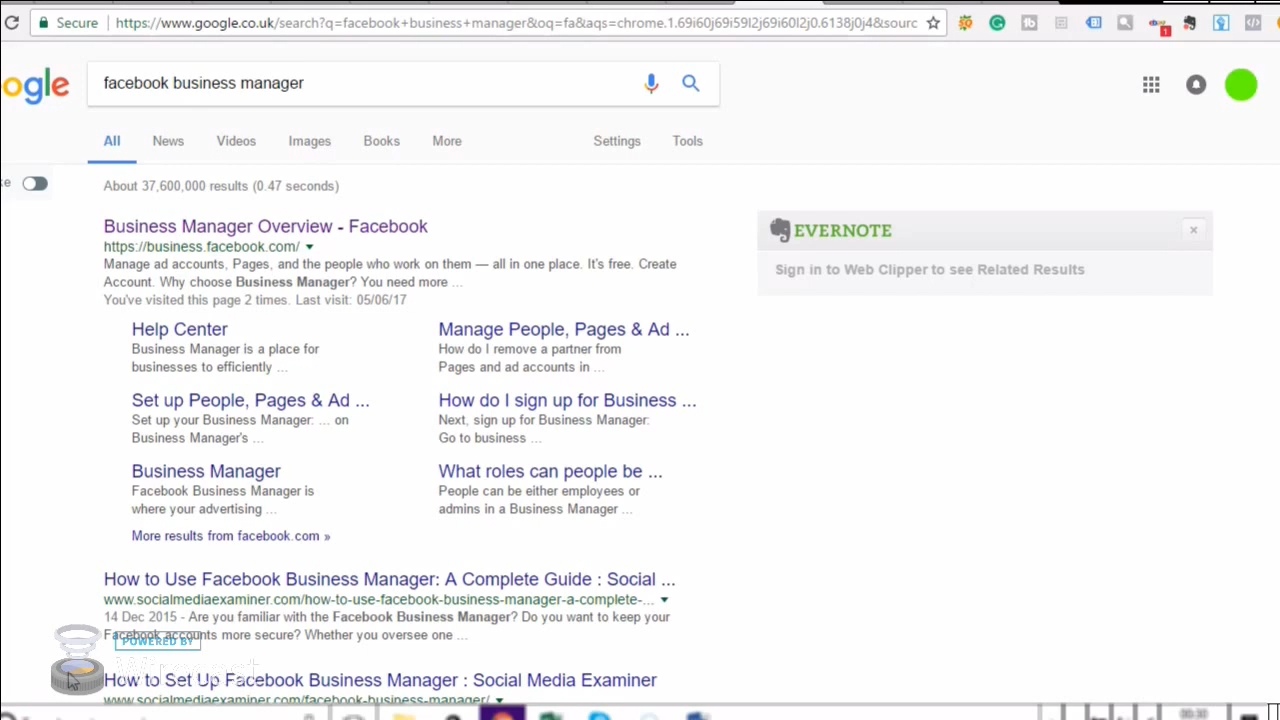 Secure https://www.google.co.uk/search?q=facebook+business+manager&oq=fa&aqs=chrome.1.69i60j69i59l2j69i60l2j0.6138j0j4&sourc
1
ogle facebook business manager
All News Videos Images Books More Settings Tools
About 37,600,000 results (0.47 seconds)
Business Manager Overview - Facebook
https://business.facebook.com/
Manage ad accounts, Pages, and the people who work on them — all in one place. It's free. Create
Account. Why choose Business Manager? You need more ...
You've visited this page 2 times. Last visit: 05/06/17
EVERNOTE
Sign in to Web Clipper to see Related Results
Help Center
Business Manager is a place for
businesses to efficiently ...
Manage People, Pages & Ad ...
How do I remove a partner from
Pages and ad accounts in ...
Set up People, Pages & Ad ...
Set up your Business Manager: ... on
Business Manager's ...
How do I sign up for Business ...
Next, sign up for Business Manager:
Go to business ...
Business Manager
Facebook Business Manager is
where your advertising ...
What roles can people be ...
People can be either employees or
admins in a Business Manager ...
More results from facebook.com »
How to Use Facebook Business Manager: A Complete Guide : Social ...
www.socialmediaexaminer.com/how-to-use-facebook-business-manager-a-complete-...
14 Dec 2015 - Are you familiar with the Facebook Business Manager? Do you want to keep your
Facebook accounts more secure? Whether you oversee one ...
POWERED BY
How to Set Up Facebook Business Manager : Social Media Examiner
www.socialmediaexaminer.com/facebook-business-manager/